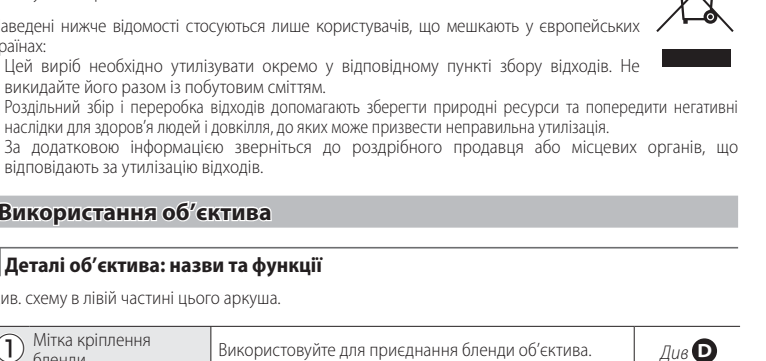 аведені нижче відомості стосуються лише користувачів, що мешкають у європейських
раїнах:
Цей виріб необхідно утилізувати окремо у відповідному пункті збору відходів. Не
викидайте його разом із побутовим сміттям.
Роздільний збір і переробка відходів допомагають зберегти природні ресурси та попередити негативні
наслідки для здоров’я людей і довкілля, до яких може призвести неправильна утилізація.
За додатковою інформацією зверніться до роздрібного продавця або місцевих органів, що
відповідають за утилізацію відходів.
Використання об’єктива
Деталі об’єктива: назви та функції
ив. схему в лівій частині цього аркуша.
1 Мітка кріплення
бленди Використовуйте для приєднання бленди об’єктива. Див D